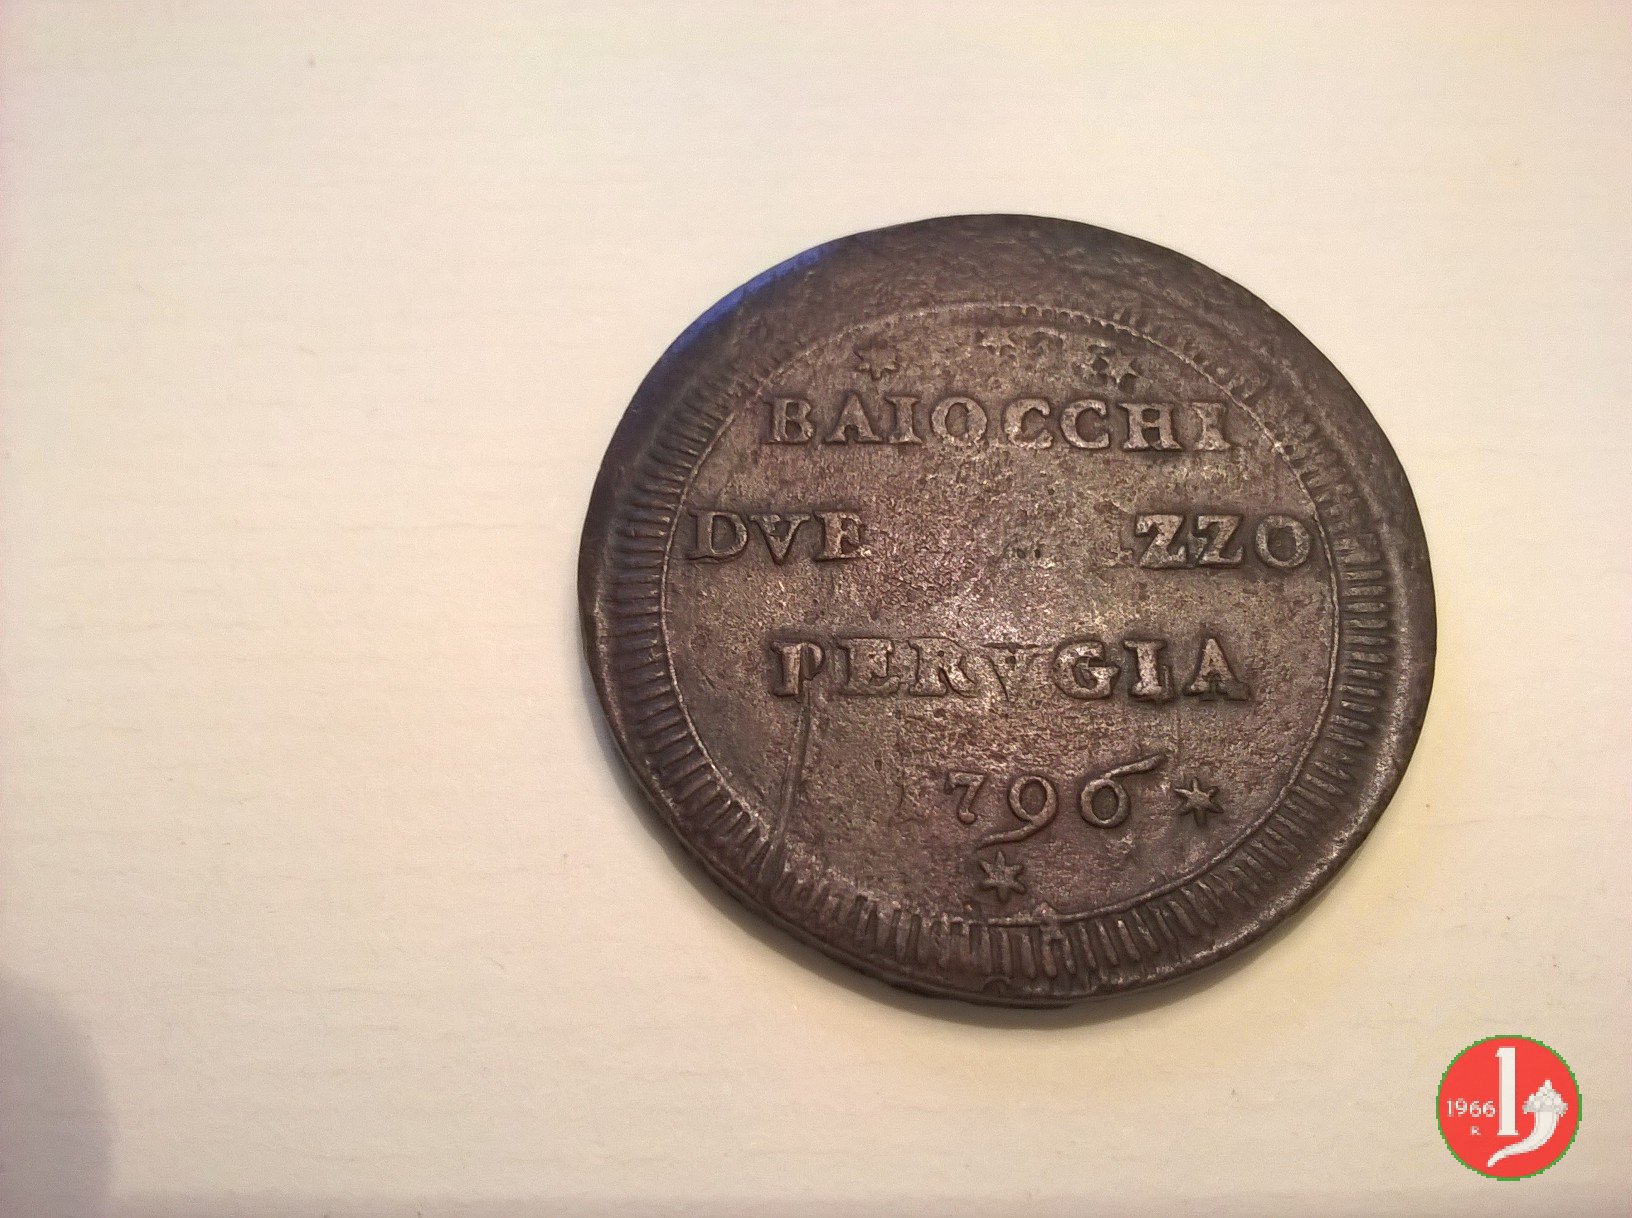 BAIOCCHI
DVE ZZO
PERVGIA
796
1966
R